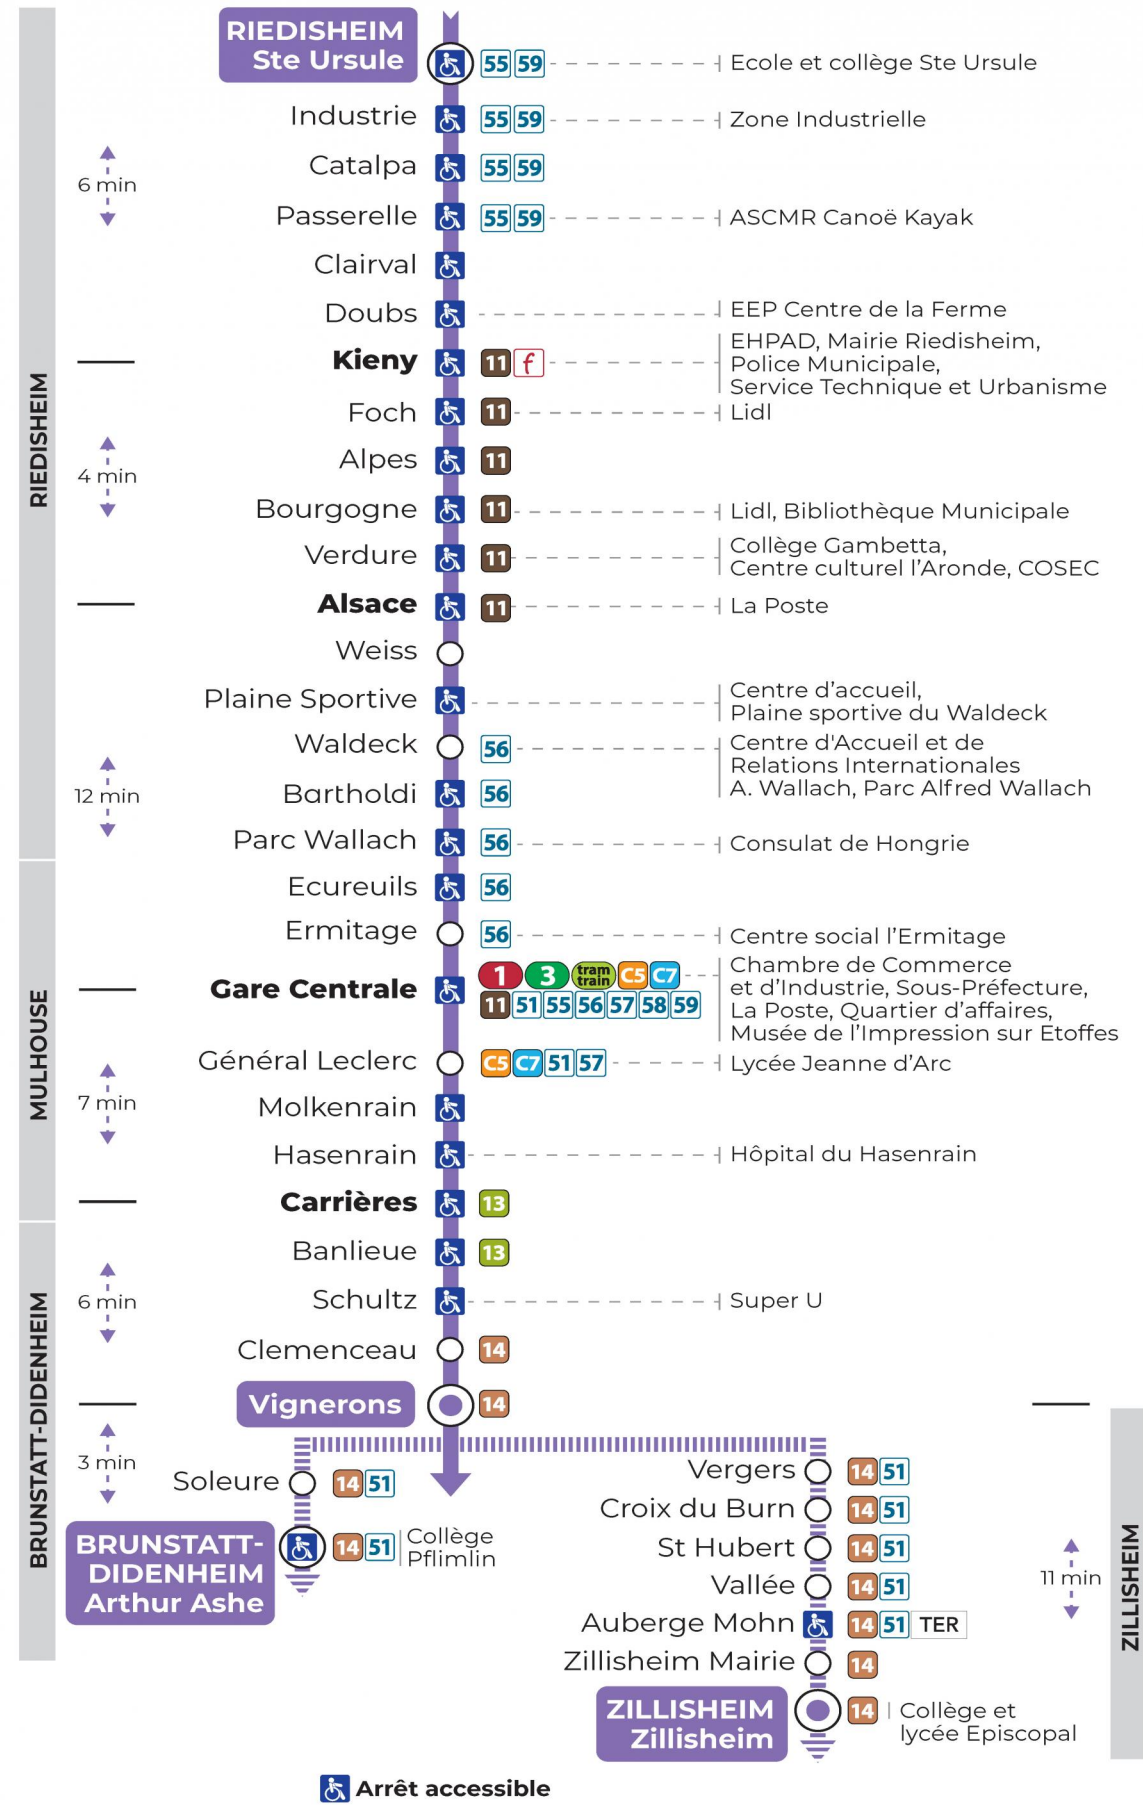 RIEDISHEIM
Ste Ursule
55 59
Ecole et collège Ste Ursule
Industrie
55 59
Zone Industrielle
Catalpa
55 59
6 min
Passerelle
55 59
ASCMR Canoë Kayak
Clairval
Doubs
EEP Centre de la Ferme
Kieny
11 f
EHPAD, Mairie Riedisheim,
Police Municipale,
Service Technique et Urbanisme
RIEDISHEIM
Foch
11
Lidl
Alpes
11
4 min
Bourgogne
11
Lidl, Bibliothèque Municipale
Verdure
11
Collège Gambetta,
Centre culturel l'Aronde, COSEC
Alsace
11
La Poste
Weiss
Plaine Sportive
Centre d'accueil,
Plaine sportive du Waldeck
Waldeck
56
Centre d'Accueil et de
Relations Internationales
A. Wallach, Parc Alfred Wallach
12 min
Bartholdi
56
Parc Wallach
56
Consulat de Hongrie
Ecureuils
56
Ermitage
56
Centre social l'Ermitage
MULHOUSE
Gare Centrale
1 3 tram train C5 C7
11 51 55 56 57 58 59
Chambre de Commerce
et d'Industrie, Sous-Préfecture,
La Poste, Quartier d'affaires,
Musée de l'Impression sur Etoffes
Général Leclerc
C5 C7 51 57
Lycée Jeanne d'Arc
7 min
Molkenrain
Hasenrain
Hôpital du Hasenrain
Carrières
13
Banlieue
13
6 min
Schultz
Super U
Clemenceau
14
BRUNSTATT-DIDENHEIM
Vignerons
14
3 min
Soleure
14 51
BRUNSTATT-
DIDENHEIM
Arthur Ashe
14 51
Collège
Pflimlin
Vergers
14 51
Croix du Burn
14 51
St Hubert
14 51
11 min
Vallée
14 51
Auberge Mohn
14 51 TER
Zillisheim Mairie
14
ZILLISHEIM
Zillisheim
14
Collège et
lycée Episcopal
ZILLISHEIM
Arrêt accessible